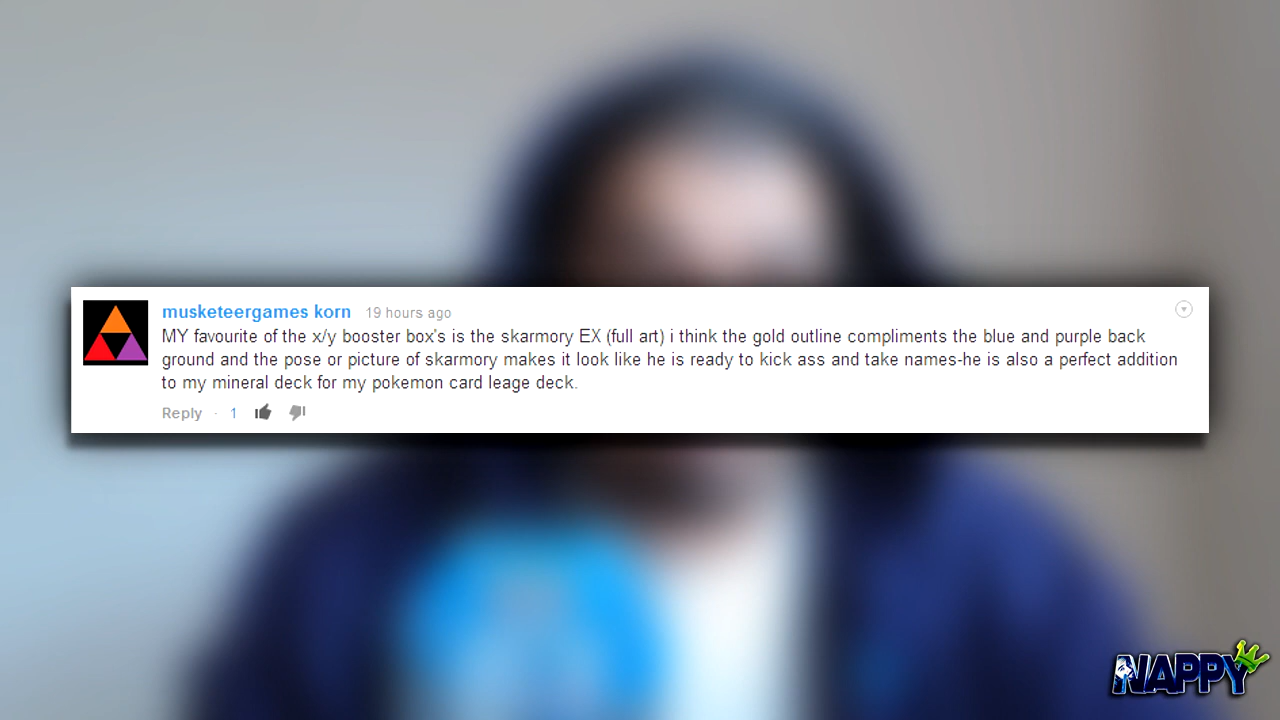 musketeergames korn 19 hours ago
MY favourite of the x/y booster box's is the skarmory EX (full art) i think the gold outline compliments the blue and purple back
ground and the pose or picture of skarmory makes it look like he is ready to kick ass and take names-he is also a perfect addition
to my mineral deck for my pokemon card leage deck.
Reply · 1
NAPPY